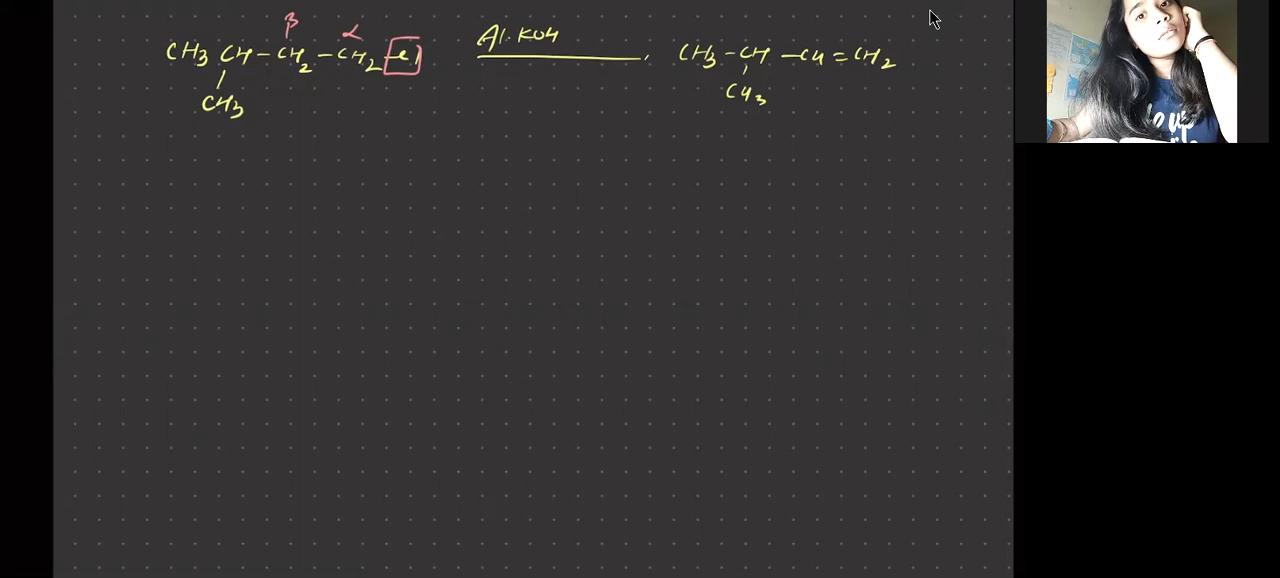 β α
CH3 CH – CH2 – CH2 – Cl Al. KOH CH3 – CH – CH = CH2
CH3 CH3